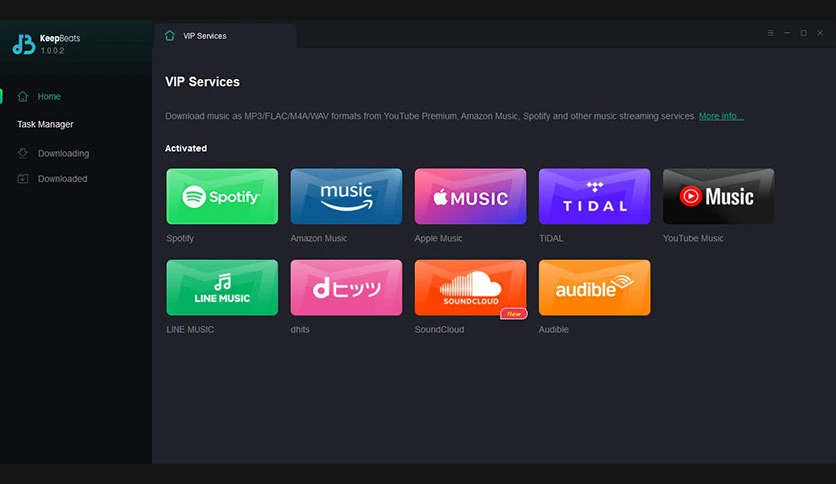 KeepBeats
1.0.0.2
VIP Services
Home
Task Manager
Downloading
Downloaded
VIP Services
Download music as MP3/FLAC/M4A/WAV formats from YouTube Premium, Amazon Music, Spotify and other music streaming services. More Info...
Activated
Spotify
music
MUSIC
TIDAL
Music
Spotify
Amazon Music
Apple Music
TIDAL
YouTube Music
LINE MUSIC
dヒッツ
SOUNDCLOUD
New
audible
LINE MUSIC
dhits
SoundCloud
Audible